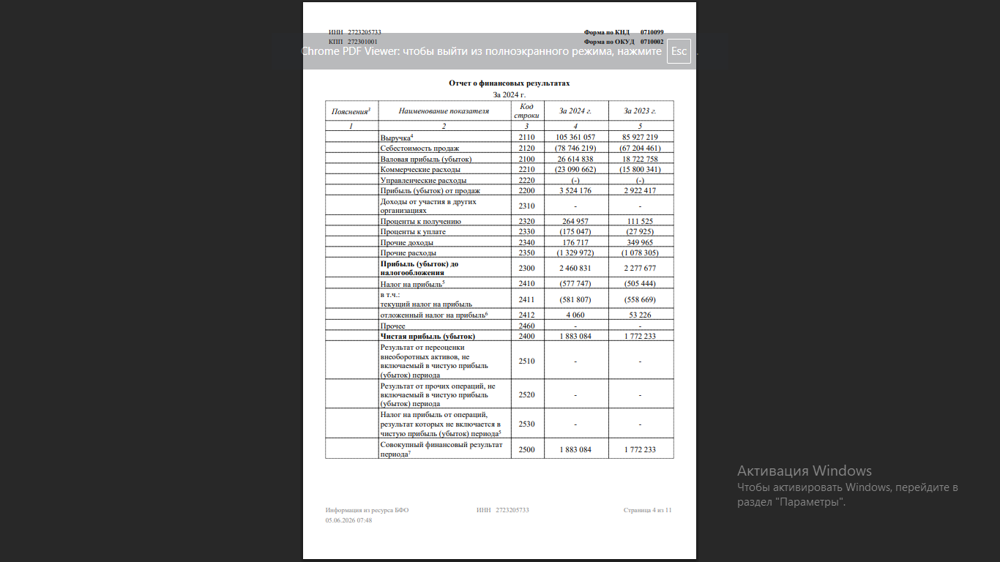 ИНН 2723205733 Форма по КНД 0710099
КПП 272301001 Форма по ОКУД 0710002
Chrome PDF Viewer: чтобы выйти из полноэкранного режима, нажмите Esc .
Отчет о финансовых результатах
За 2024 г.
Пояснения3 Наименование показателя Код строки За 2024 г. За 2023 г.
1 2 3 4 5
Выручка4 2110 105 361 057 85 927 219
Себестоимость продаж 2120 (78 746 219) (67 204 461)
Валовая прибыль (убыток) 2100 26 614 838 18 722 758
Коммерческие расходы 2210 (23 090 662) (15 800 341)
Управленческие расходы 2220 (-) (-)
Прибыль (убыток) от продаж 2200 3 524 176 2 922 417
Доходы от участия в других
организациях 2310 - -
Проценты к получению 2320 264 957 111 525
Проценты к уплате 2330 (175 047) (27 925)
Прочие доходы 2340 176 717 349 965
Прочие расходы 2350 (1 329 972) (1 078 305)
Прибыль (убыток) до
налогообложения 2300 2 460 831 2 277 677
Налог на прибыль5 2410 (577 747) (505 444)
в т.ч.:
текущий налог на прибыль 2411 (581 807) (558 669)
отложенный налог на прибыль6 2412 4 060 53 226
Прочее 2460 - -
Чистая прибыль (убыток) 2400 1 883 084 1 772 233
Результат от переоценки
внеоборотных активов, не
включаемый в чистую прибыль
(убыток) периода 2510 - -
Результат от прочих операций, не
включаемый в чистую прибыль
(убыток) периода 2520 - -
Налог на прибыль от операций,
результат которых не включается в
чистую прибыль (убыток) периода5 2530 - -
Совокупный финансовый результат
периода7 2500 1 883 084 1 772 233
Активация Windows
Чтобы активировать Windows, перейдите в
раздел "Параметры".
Информация из ресурса БФО ИНН 2723205733 Страница 4 из 11
05.06.2026 07:48